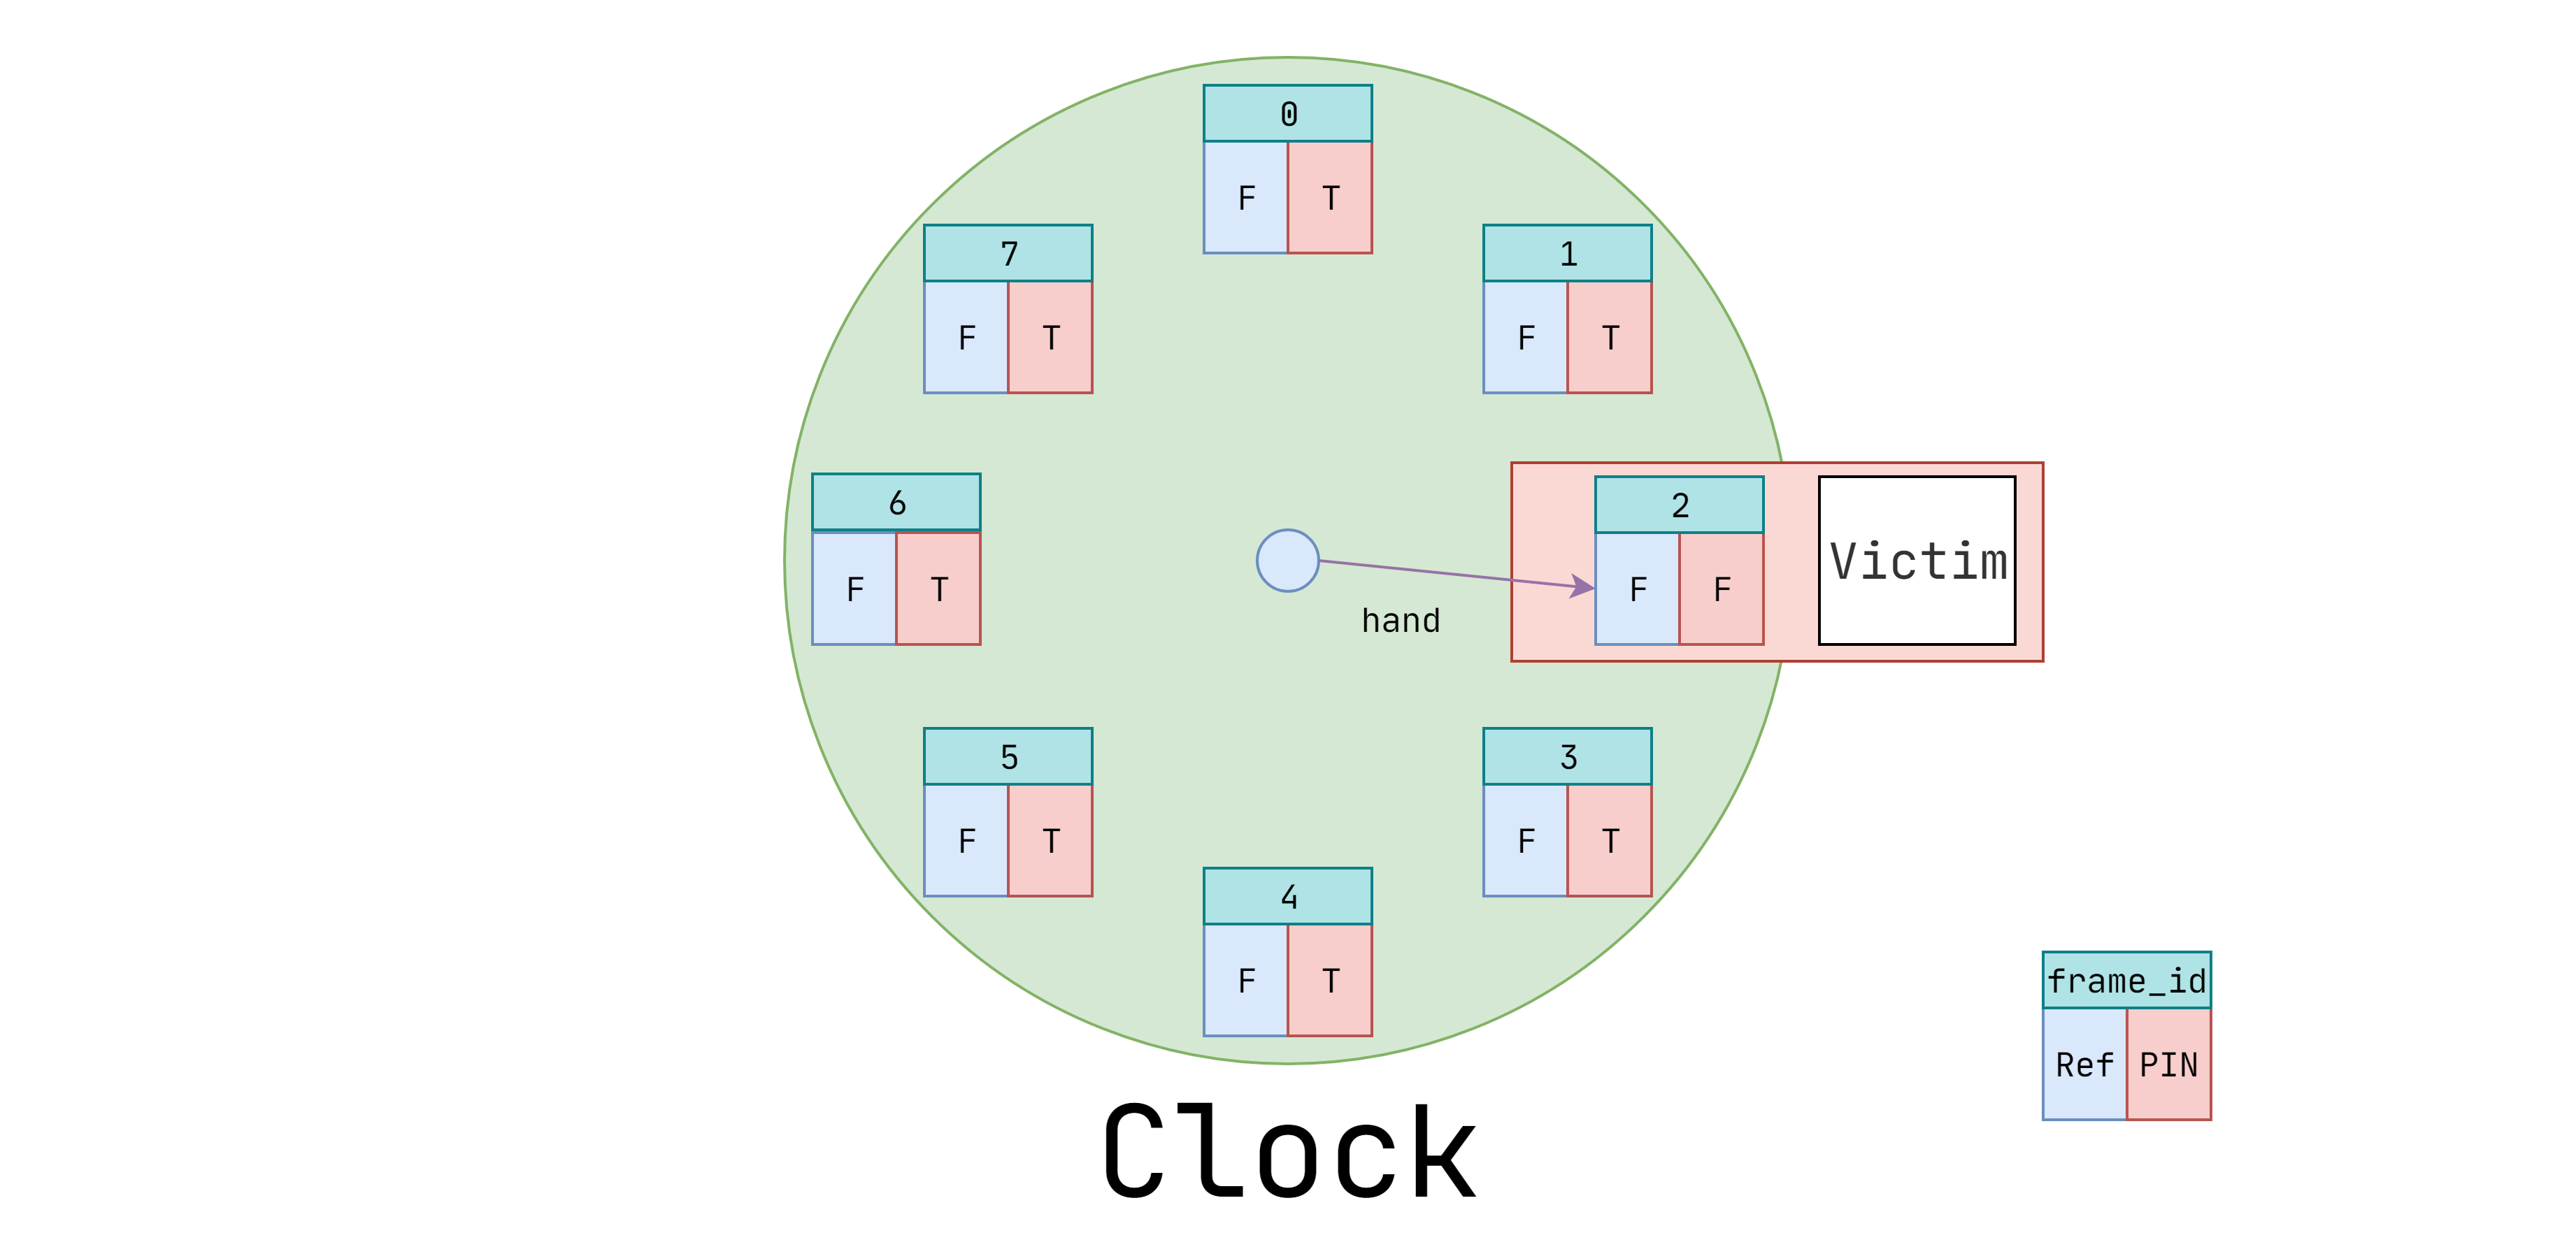 0
F T
7
F T
1
F T
6
F T
2
F F
Victim
hand
5
F T
3
F T
4
F T
frame_id
Ref PIN
Clock